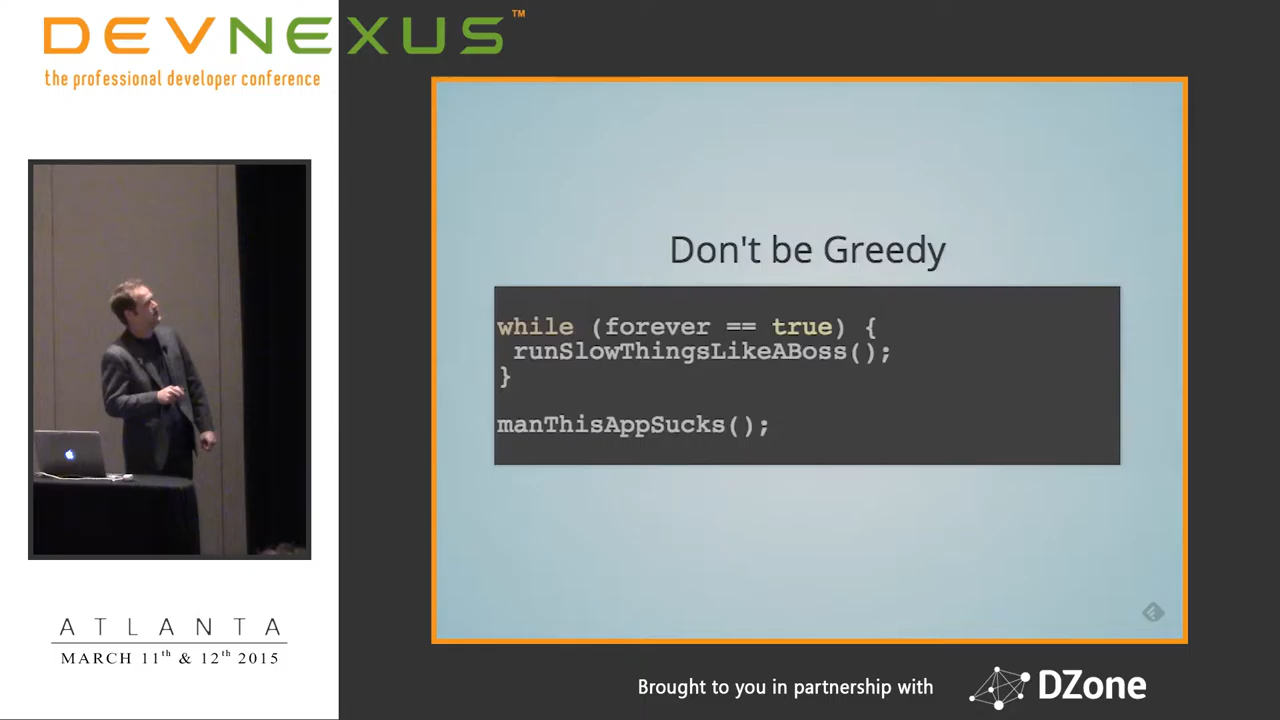 DEVNEXUS™
the professional developer conference
Don't be Greedy
while (forever == true) {
runSlowThingsLikeABoss();
}
manThisAppSucks();
ATLANTA
MARCH 11th & 12th 2015
Brought to you in partnership with DZone